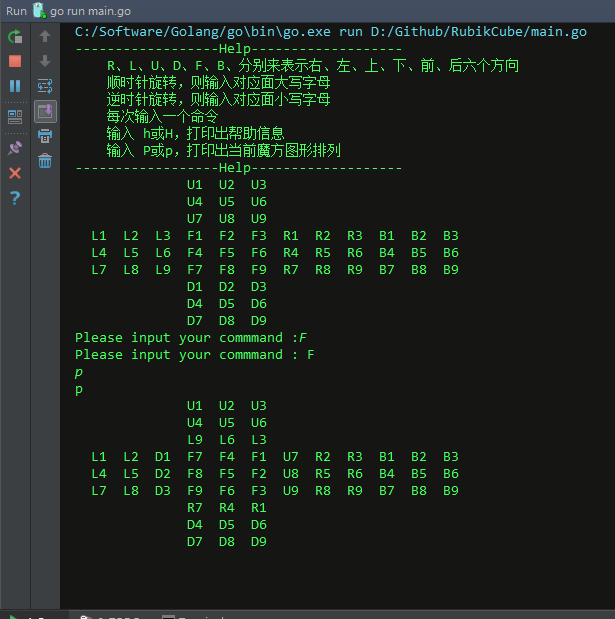 Run go run main.go
C:/Software/Golang/go\bin\go.exe run D:/Github/RubikCube/main.go
------------------Help-------------------
R、L、U、D、F、B、分别来表示右、左、上、下、前、后六个方向
顺时针旋转，则输入对应面大写字母
逆时针旋转，则输入对应面小写字母
每次输入一个命令
输入 h或H，打印出帮助信息
输入 P或p，打印出当前魔方图形排列
------------------Help-------------------
U1 U2 U3
U4 U5 U6
U7 U8 U9
L1 L2 L3 F1 F2 F3 R1 R2 R3 B1 B2 B3
L4 L5 L6 F4 F5 F6 R4 R5 R6 B4 B5 B6
L7 L8 L9 F7 F8 F9 R7 R8 R9 B7 B8 B9
D1 D2 D3
D4 D5 D6
D7 D8 D9
Please input your commmand :F
Please input your commmand : F
p
p
U1 U2 U3
U4 U5 U6
L9 L6 L3
L1 L2 D1 F7 F4 F1 U7 R2 R3 B1 B2 B3
L4 L5 D2 F8 F5 F2 U8 R5 R6 B4 B5 B6
L7 L8 D3 F9 F6 F3 U9 R8 R9 B7 B8 B9
R7 R4 R1
D4 D5 D6
D7 D8 D9